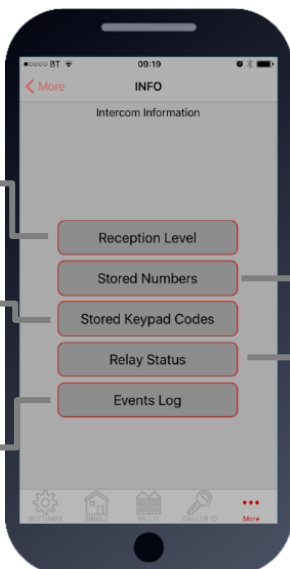 ●○○○○ BT 09:19
< More INFO
Intercom Information
Reception Level
Stored Numbers
Stored Keypad Codes
Relay Status
Events Log
SETTINGS SINGLE MULTI CALLER ID More